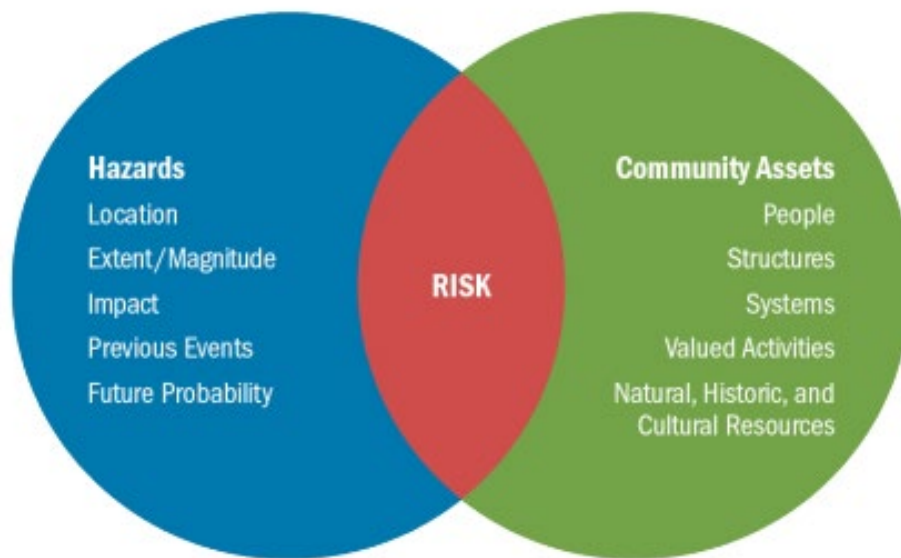 Hazards
Location
Extent/Magnitude
Impact
Previous Events
Future Probability
RISK
Community Assets
People
Structures
Systems
Valued Activities
Natural, Historic, and
Cultural Resources